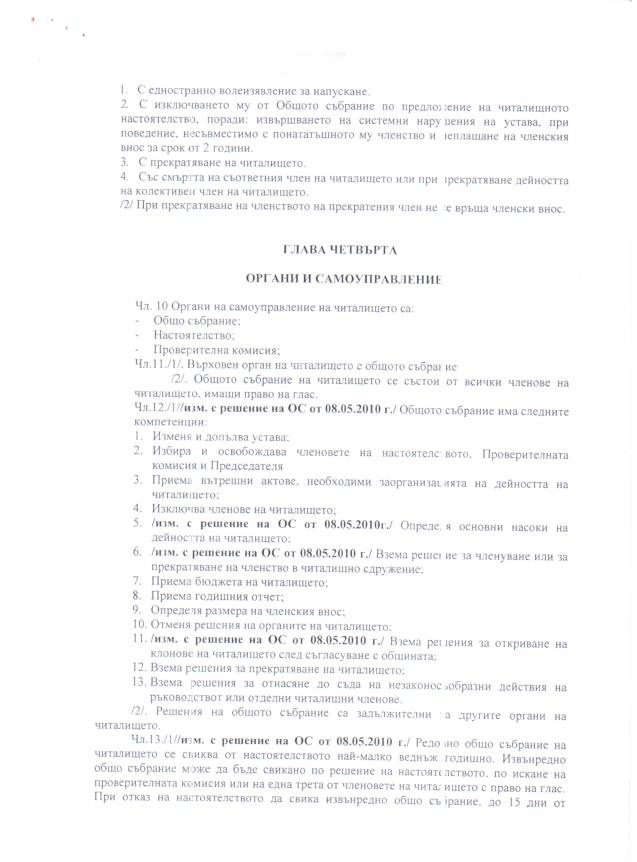 1. С едностранно волеизявление за напускане.
2. С изключването му от Общото събрание по предложение на читалищното
настоятелство, поради: извършването на системни нарушения на устава, при
поведение, несъвместимо с понататъшното му членство и неплащане на членския
внос за срок от 2 години.
3. С прекратяване на читалището.
4. Със смъртта на съответния член на читалището или при прекратяване дейността
на колективен член на читалището.
/2/ При прекратяване на членството на прекратения член не се връща членски внос.
ГЛАВА ЧЕТВЪРТА
ОРГАНИ И САМОУПРАВЛЕНИЕ
Чл. 10 Органи на самоуправление на читалището са:
- Общо събрание;
- Настоятелство;
- Проверителна комисия;
Чл.11./1/. Върховен орган на читалището е общото събрание
/2/. Общото събрание на читалището се състои от всички членове на
читалището, имащи право на глас.
Чл.12./1//изм. с решение на ОС от 08.05.2010 г./ Общото събрание има следните
компетенции:
1. Изменя и допълва устава;
2. Избира и освобождава членовете на настоятелството, Проверителната
комисия и Председателя
3. Приема вътрешни актове, необходими заорганизацията на дейността на
читалището;
4. Изключва членове на читалището;
5. /изм. с решение на ОС от 08.05.2010г./ Определя основни насоки на
дейността на читалището;
6. /изм. с решение на ОС от 08.05.2010 г./ Взема решение за членуване или за
прекратяване на членство в читалищно сдружение;
7. Приема бюджета на читалището;
8. Приема годишния отчет;
9. Определя размера на членския внос;
10. Отменя решения на органите на читалището;
11. /изм. с решение на ОС от 08.05.2010 г./ Взема решения за откриване на
клонове на читалището след съгласуване с общината;
12. Взема решения за прекратяване на читалището;
13. Взема решения за отнасяне до съда на незаконосъобразни действия на
ръководствот или отделни читалищни членове.
/2/. Решения на общото събрание са задължителни за другите органи на
читалището.
Чл.13./1//изм. с решение на ОС от 08.05.2010 г./ Редовно общо събрание на
читалището се свиква от настоятелството най-малко веднъж годишно. Извънредно
общо събрание може да бъде свикано по решение на настоятелството, по искане на
проверителната комисия или на една трета от членовете на читалището с право на глас.
При отказ на настоятелството да свика извънредно общо събрание, до 15 дни от